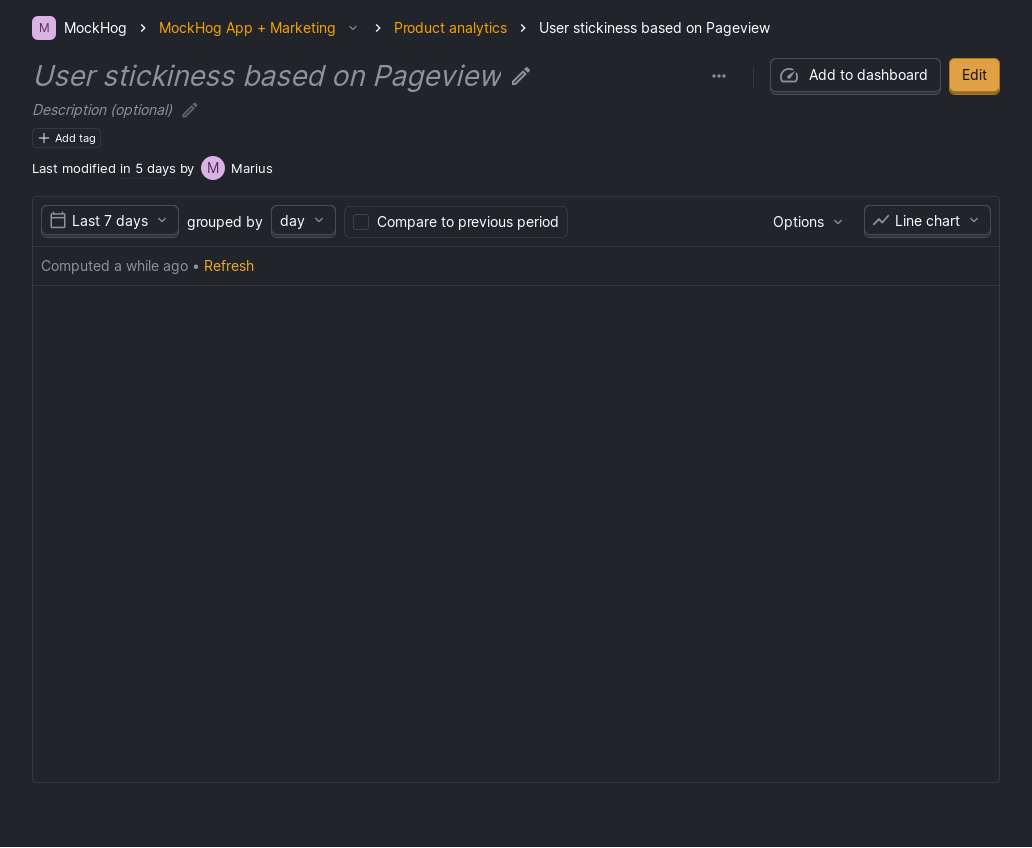 M MockHog MockHog App + Marketing Product analytics User stickiness based on Pageview
User stickiness based on Pageview
Add to dashboard Edit
Description (optional)
Add tag
Last modified in 5 days by M Marius
Last 7 days grouped by day Compare to previous period Options Line chart
Computed a while ago • Refresh